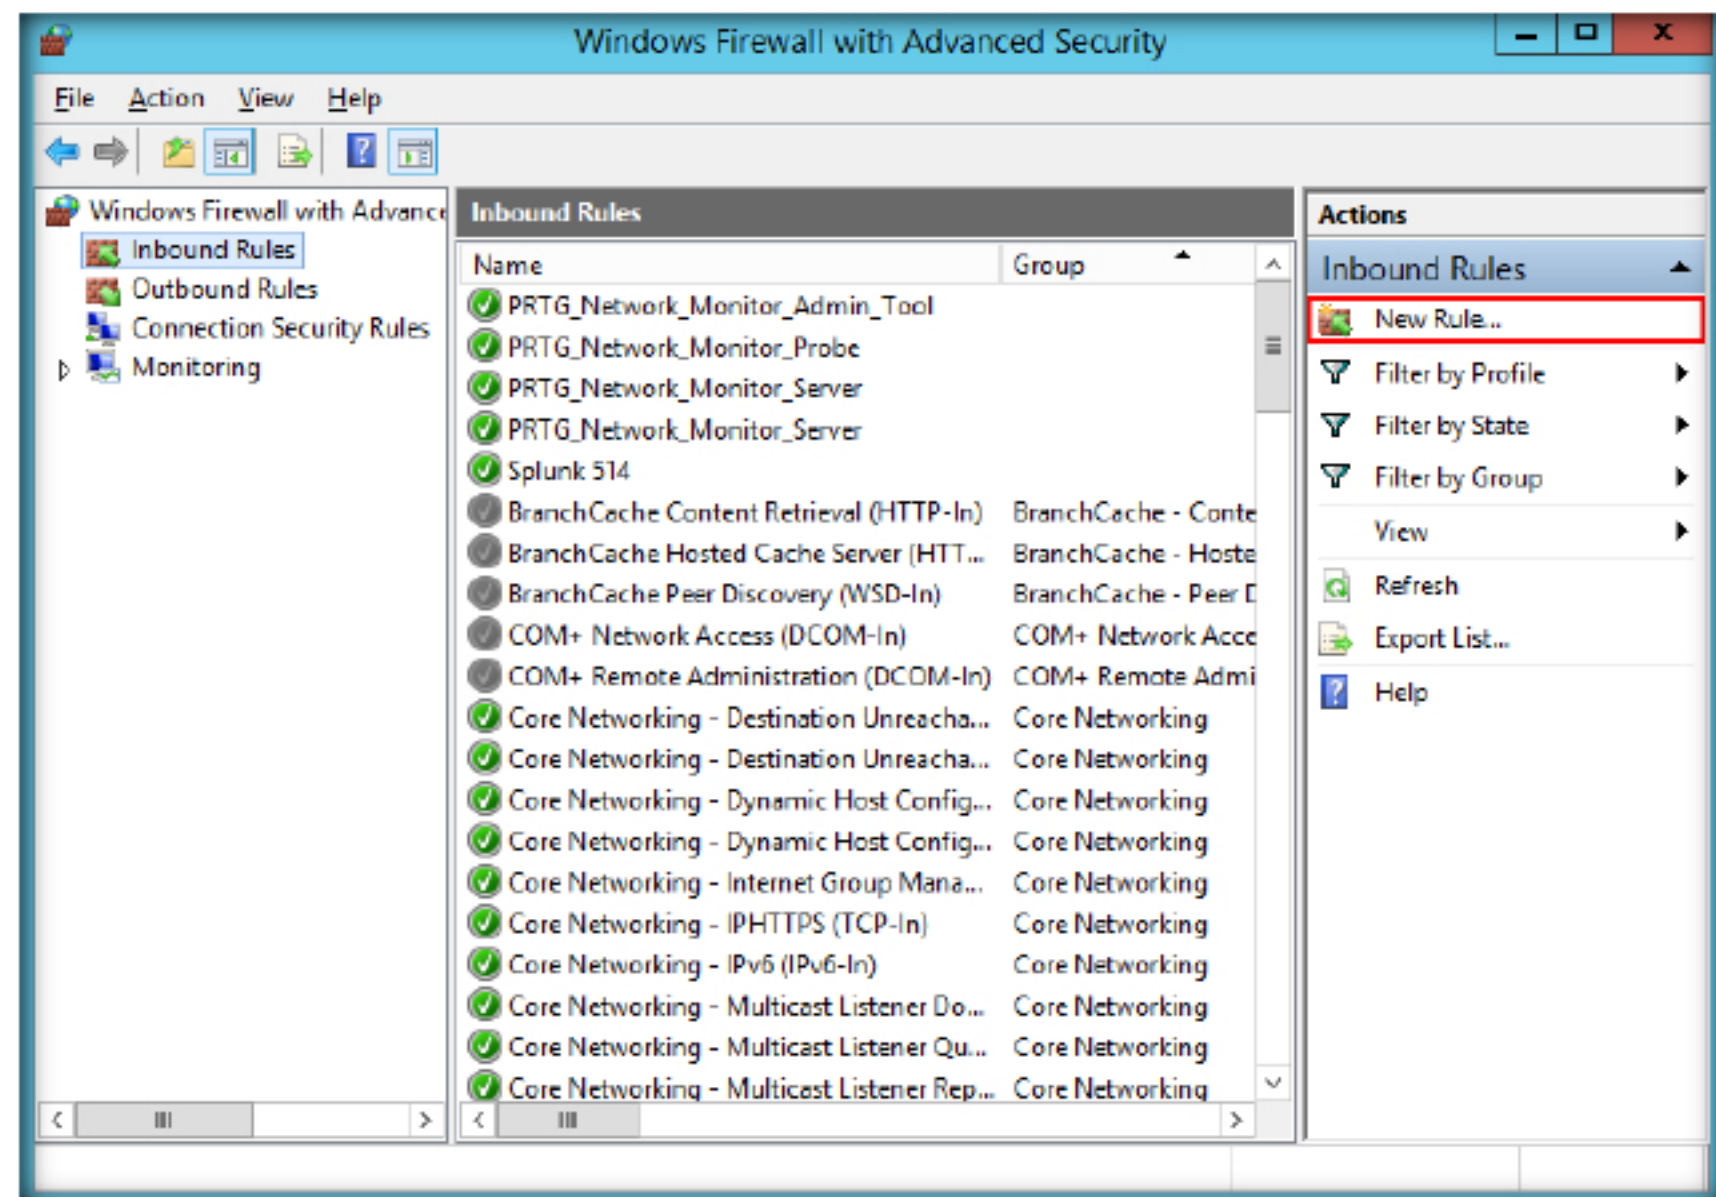 Windows Firewall with Advanced Security
File Action View Help
Windows Firewall with Advance
Inbound Rules
Outbound Rules
Connection Security Rules
Monitoring
Inbound Rules
Name Group
PRTG_Network_Monitor_Admin_Tool
PRTG_Network_Monitor_Probe
PRTG_Network_Monitor_Server
PRTG_Network_Monitor_Server
Splunk 514
BranchCache Content Retrieval (HTTP-In) BranchCache - Conte
BranchCache Hosted Cache Server (HTT... BranchCache - Hoste
BranchCache Peer Discovery (WSD-In) BranchCache - Peer D
COM+ Network Access (DCOM-In) COM+ Network Acce
COM+ Remote Administration (DCOM-In) COM+ Remote Admi
Core Networking - Destination Unreacha... Core Networking
Core Networking - Destination Unreacha... Core Networking
Core Networking - Dynamic Host Config... Core Networking
Core Networking - Dynamic Host Config... Core Networking
Core Networking - Internet Group Mana... Core Networking
Core Networking - IPHTTPS (TCP-In) Core Networking
Core Networking - IPv6 (IPv6-In) Core Networking
Core Networking - Multicast Listener Do... Core Networking
Core Networking - Multicast Listener Qu... Core Networking
Core Networking - Multicast Listener Rep... Core Networking
Actions
Inbound Rules
New Rule...
Filter by Profile
Filter by State
Filter by Group
View
Refresh
Export List...
Help